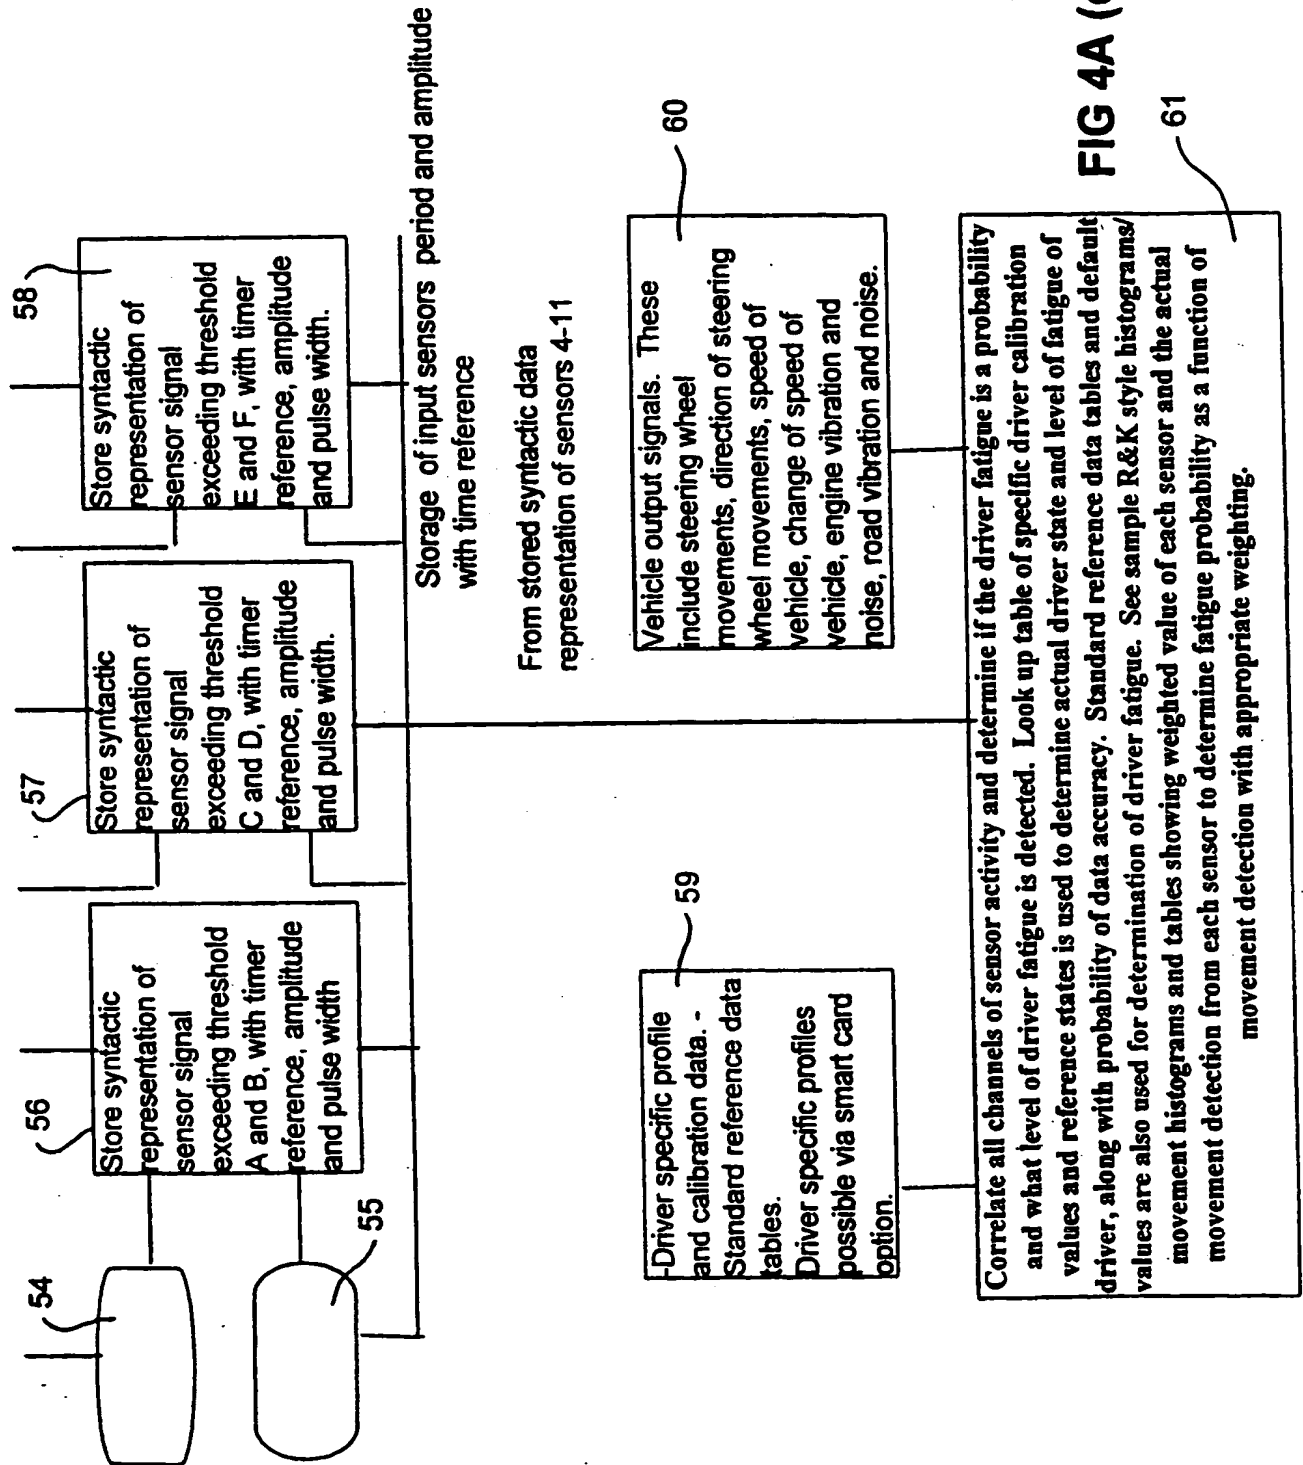 54
55
56
Store syntactic
representation of
sensor signal
exceeding threshold
A and B, with timer
reference, amplitude
and pulse width
57
Store syntactic
representation of
sensor signal
exceeding threshold
C and D, with timer
reference, amplitude
and pulse width.
58
Store syntactic
representation of
sensor signal
exceeding threshold
E and F, with timer
reference, amplitude
and pulse width.
Storage of input sensors period and amplitude
with time reference
From stored syntactic data
representation of sensors 4-11
59
-Driver specific profile
and calibration data. -
Standard reference data
tables.
Driver specific profiles
possible via smart card
option.
60
Vehicle output signals. These
include steering wheel
movements, direction of steering
wheel movements, speed of
vehicle, change of speed of
vehicle, engine vibration and
noise, road vibration and noise.
Correlate all channels of sensor activity and determine if the driver fatigue is a probability
and what level of driver fatigue is detected. Look up table of specific driver calibration
values and reference states is used to determine actual driver state and level of fatigue of
driver, along with probability of data accuracy. Standard reference data tables and default
values are also used for determination of driver fatigue. See sample R&K style histograms/
movement histograms and tables showing weighted value of each sensor and the actual
movement detection from each sensor to determine fatigue probability as a function of
movement detection with appropriate weighting.
61
FIG 4A (